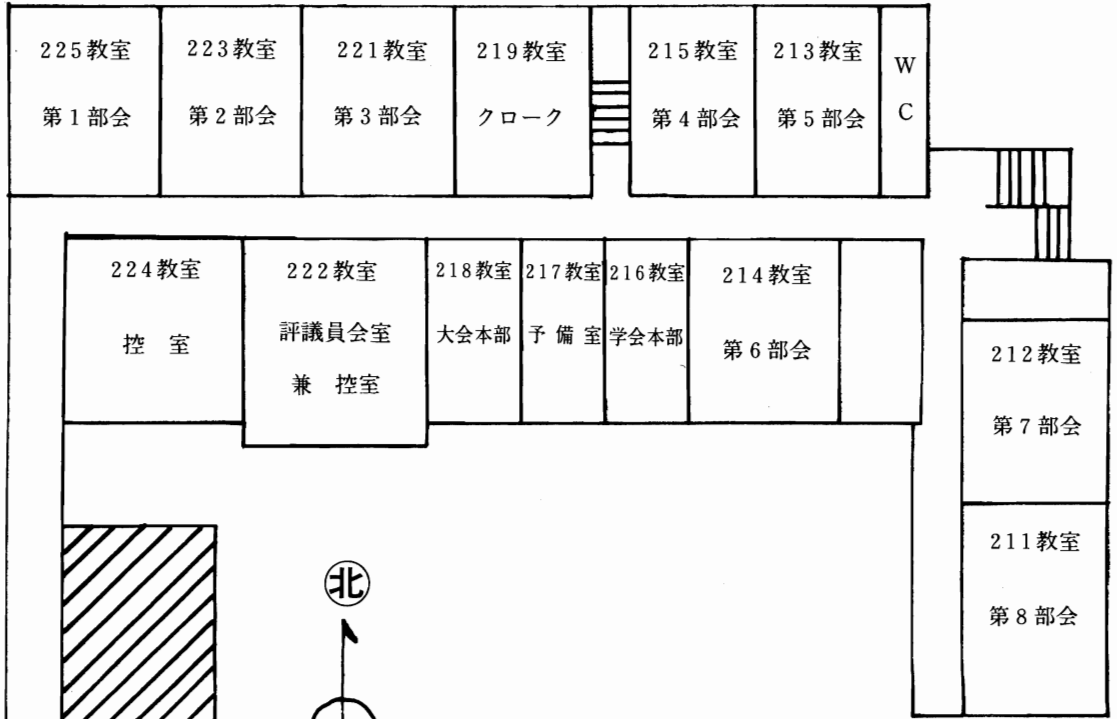 225教室
第1部会
223教室
第2部会
221教室
第3部会
219教室
クローク
215教室
第4部会
213教室
第5部会
W
C
224教室
控 室
222教室
評議員会室
兼 控室
218教室
大会本部
217教室
予 備 室
216教室
学会本部
214教室
第6部会
212教室
第7部会
211教室
第8部会
北